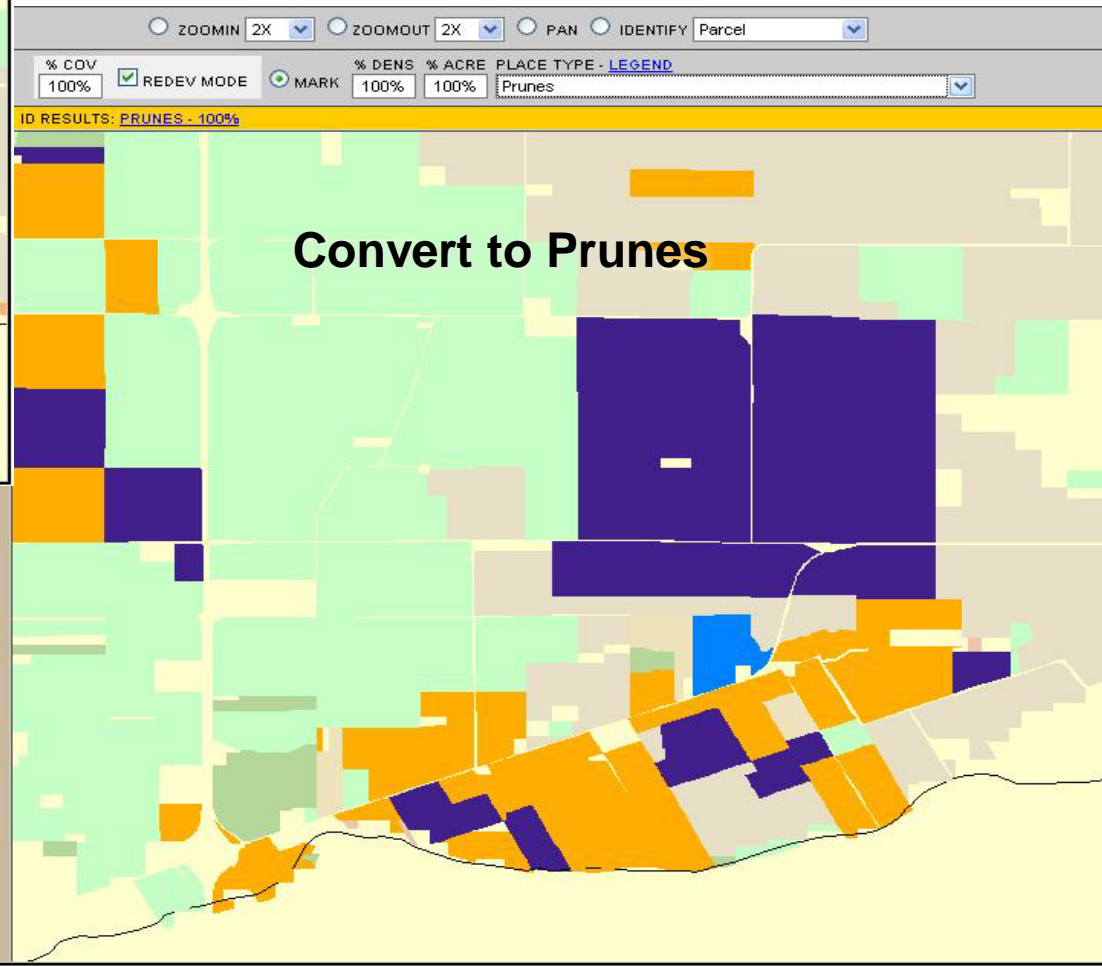 ZOOMIN 2X ZOOMOUT 2X PAN IDENTIFY Parcel
% COV % DENS % ACRE PLACE TYPE - LEGEND
100% REDEV MODE MARK 100% 100% Prunes
ID RESULTS: PRUNES - 100%
Convert to Prunes